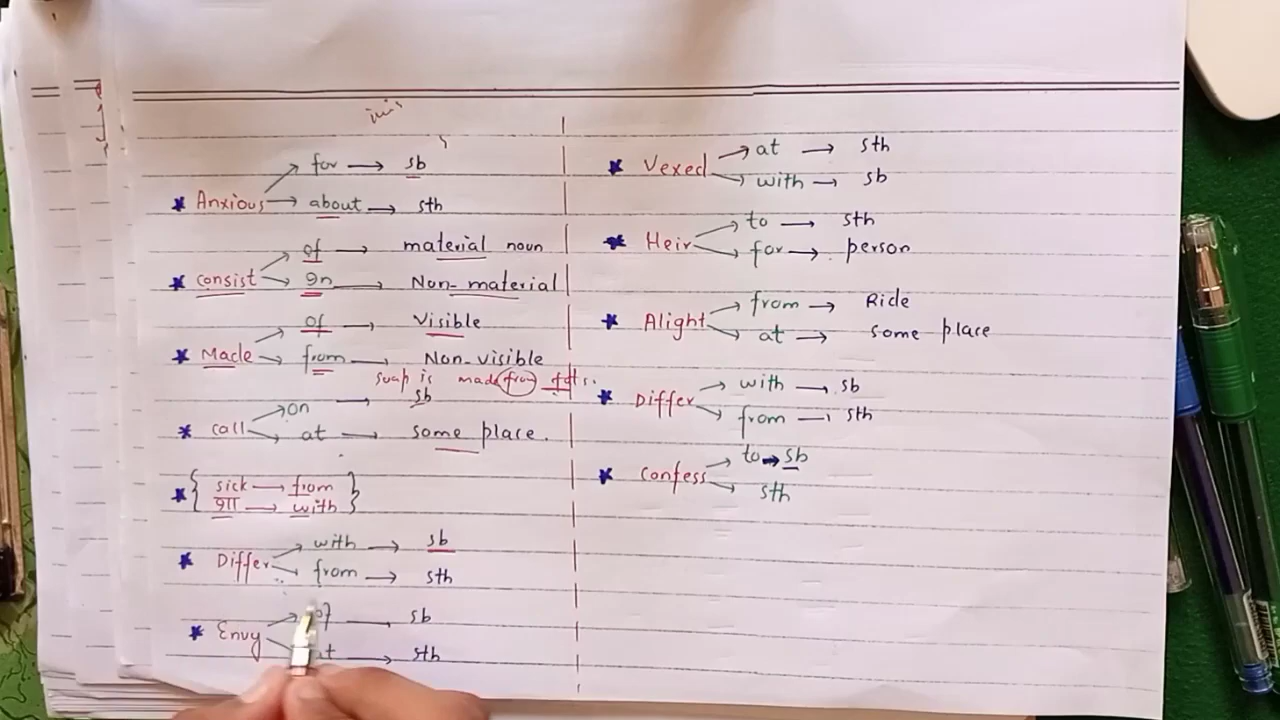 for → sb
* Anxious → about → sth
of → material noun
* consist → In → Non-material
of → Visible
* Made → from → Non-visible
soap is made from fats.
on → sb
* call → at → some place.
* { sick → from
Ill → with }
with → sb
* Differ → from → sth
of → sb
* Envy → at → sth
at → sth
* Vexed → with → sb
to → sth
* Heir → for → person
from → Ride
* Alight → at → some place
with → sb
* Differ → from → sth
to → sb
* Confess → sth